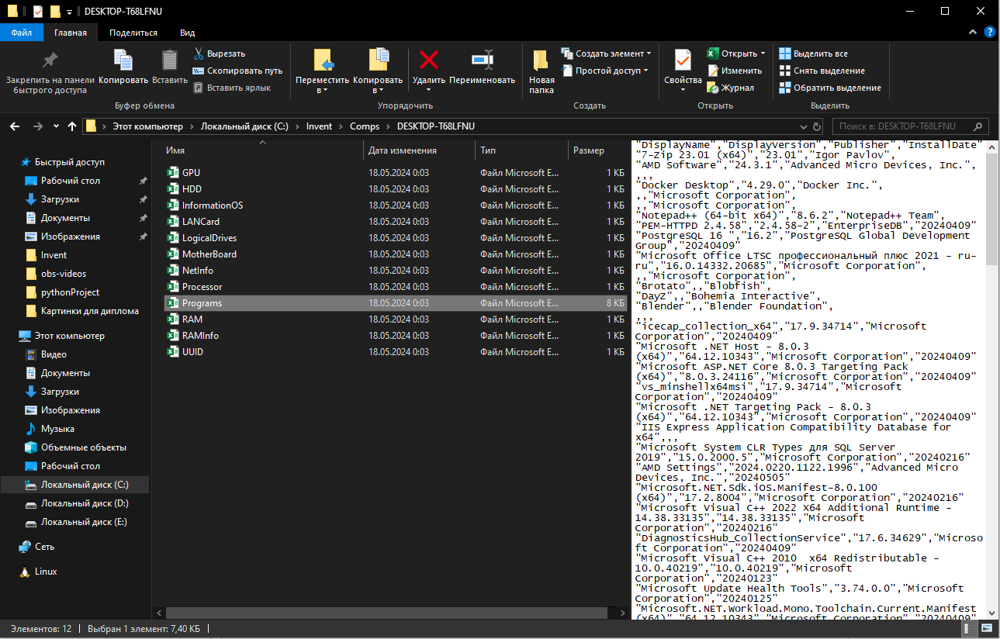 DESKTOP-T68LFNU
Файл Главная Поделиться Вид
Закрепить на панели быстрого доступа
Копировать
Вставить
Вырезать
Скопировать путь
Вставить ярлык
Буфер обмена
Переместить в
Копировать в
Удалить
Переименовать
Упорядочить
Новая папка
Создать элемент
Простой доступ
Создать
Свойства
Открыть
Изменить
Журнал
Открыть
Выделить все
Снять выделение
Обратить выделение
Выделить
Этот компьютер › Локальный диск (C:) › Invent › Comps › DESKTOP-T68LFNU
Поиск в: DESKTOP-T68LFNU
Быстрый доступ
Рабочий стол
Загрузки
Документы
Изображения
Invent
obs-videos
pythonProject
Картинки для диплома
Этот компьютер
Видео
Документы
Загрузки
Изображения
Музыка
Объемные объекты
Рабочий стол
Локальный диск (C:)
Локальный диск (D:)
Локальный диск (E:)
Сеть
Linux
Имя Дата изменения Тип Размер
GPU 18.05.2024 0:03 Файл Microsoft E... 1 КБ
HDD 18.05.2024 0:03 Файл Microsoft E... 1 КБ
InformationOS 18.05.2024 0:03 Файл Microsoft E... 1 КБ
LANCard 18.05.2024 0:03 Файл Microsoft E... 1 КБ
LogicalDrives 18.05.2024 0:03 Файл Microsoft E... 1 КБ
MotherBoard 18.05.2024 0:03 Файл Microsoft E... 1 КБ
NetInfo 18.05.2024 0:03 Файл Microsoft E... 1 КБ
Processor 18.05.2024 0:03 Файл Microsoft E... 1 КБ
Programs 18.05.2024 0:03 Файл Microsoft E... 8 КБ
RAM 18.05.2024 0:03 Файл Microsoft E... 1 КБ
RAMInfo 18.05.2024 0:03 Файл Microsoft E... 1 КБ
UUID 18.05.2024 0:03 Файл Microsoft E... 1 КБ
"DisplayName","DisplayVersion","Publisher","InstallDate"
"7-Zip 23.01 (x64)","23.01","Igor Pavlov",
"AMD Software","24.3.1","Advanced Micro Devices, Inc.",
,,,
"Docker Desktop","4.29.0","Docker Inc.",
,,"Microsoft Corporation",
,,"Microsoft Corporation",
"Notepad++ (64-bit x64)","8.6.2","Notepad++ Team",
"PEM-HTTPD 2.4.58","2.4.58-2","EnterpriseDB","20240409"
"PostgreSQL 16 ","16.2","PostgreSQL Global Development
Group","20240409"
"Microsoft Office LTSC профессиональный плюс 2021 - ru-
ru","16.0.14332.20685","Microsoft Corporation",
,,"Microsoft Corporation",
"Brotato",,"Blobfish",
"DayZ",,"Bohemia Interactive",
"Blender",,"Blender Foundation",
,,,
"icecap_collection_x64","17.9.34714","Microsoft
Corporation","20240409"
"Microsoft .NET Host - 8.0.3
(x64)","64.12.10343","Microsoft Corporation","20240409"
"Microsoft ASP.NET Core 8.0.3 Targeting Pack
(x64)","8.0.3.24116","Microsoft Corporation","20240409"
"vs_minshellx64msi","17.9.34714","Microsoft
Corporation","20240409"
"Microsoft .NET Targeting Pack - 8.0.3
(x64)","64.12.10343","Microsoft Corporation","20240409"
"IIS Express Application Compatibility Database for
x64",,,
"Microsoft System CLR Types для SQL Server
2019","15.0.2000.5","Microsoft Corporation","20240216"
"AMD Settings","2024.0220.1122.1996","Advanced Micro
Devices, Inc.","20240505"
"Microsoft.NET.Sdk.iOS.Manifest-8.0.100
(x64)","17.2.8004","Microsoft Corporation","20240216"
"Microsoft Visual C++ 2022 X64 Additional Runtime -
14.38.33135","14.38.33135","Microsoft
Corporation","20240216"
"DiagnosticsHub_CollectionService","17.6.34629","Microso
ft Corporation","20240409"
"Microsoft Visual C++ 2010  x64 Redistributable -
10.0.40219","10.0.40219","Microsoft
Corporation","20240123"
"Microsoft Update Health Tools","3.74.0.0","Microsoft
Corporation","20240125"
"Microsoft.NET.Workload.Mono.Toolchain.Current.Manifest
(x64)","64.12.10343","Microsoft Corporation","20240409"
Элементов: 12 Выбран 1 элемент: 7,40 КБ